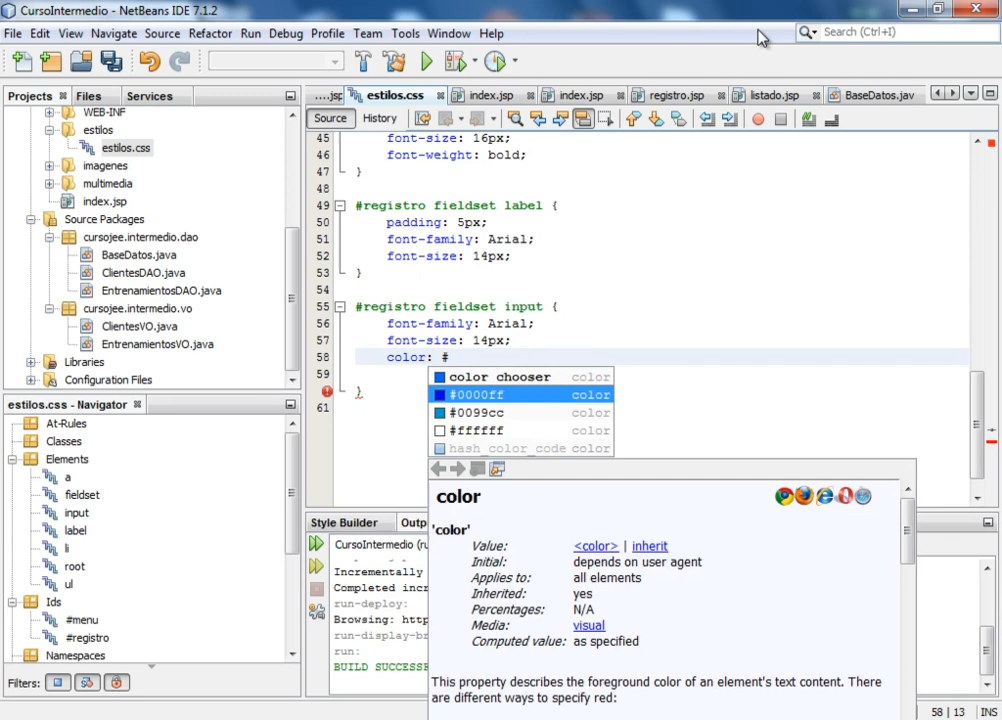 CursoIntermedio - NetBeans IDE 7.1.2
File Edit View Navigate Source Refactor Run Debug Profile Team Tools Window Help
Search (Ctrl+I)
Projects Files Services
....jsp estilos.css index.jsp index.jsp registro.jsp listado.jsp BaseDatos.jav
Source History
WEB-INF
estilos
estilos.css
imagenes
multimedia
index.jsp
Source Packages
cursojee.intermedio.dao
BaseDatos.java
ClientesDAO.java
EntrenamientosDAO.java
cursojee.intermedio.vo
ClientesVO.java
EntrenamientosVO.java
Libraries
Configuration Files
estilos.css - Navigator
At-Rules
Classes
Elements
a
fieldset
input
label
li
root
ul
Ids
#menu
#registro
Namespaces
Filters:
45 font-size: 16px;
46 font-weight: bold;
47 }
48
49 #registro fieldset label {
50 padding: 5px;
51 font-family: Arial;
52 font-size: 14px;
53 }
54
55 #registro fieldset input {
56 font-family: Arial;
57 font-size: 14px;
58 color: #
59
}
61
color chooser color
#0000ff color
#0099cc color
#ffffff color
hash_color_code color
color
'color'
Value: <color> | inherit
Initial: depends on user agent
Applies to: all elements
Inherited: yes
Percentages: N/A
Media: visual
Computed value: as specified
This property describes the foreground color of an element's text content. There
are different ways to specify red:
Style Builder Outp
CursoIntermedio (ru
Incrementally
Completed incr
run-deploy:
Browsing: http
run-display-br
run:
BUILD SUCCESSF
58 | 13 INS